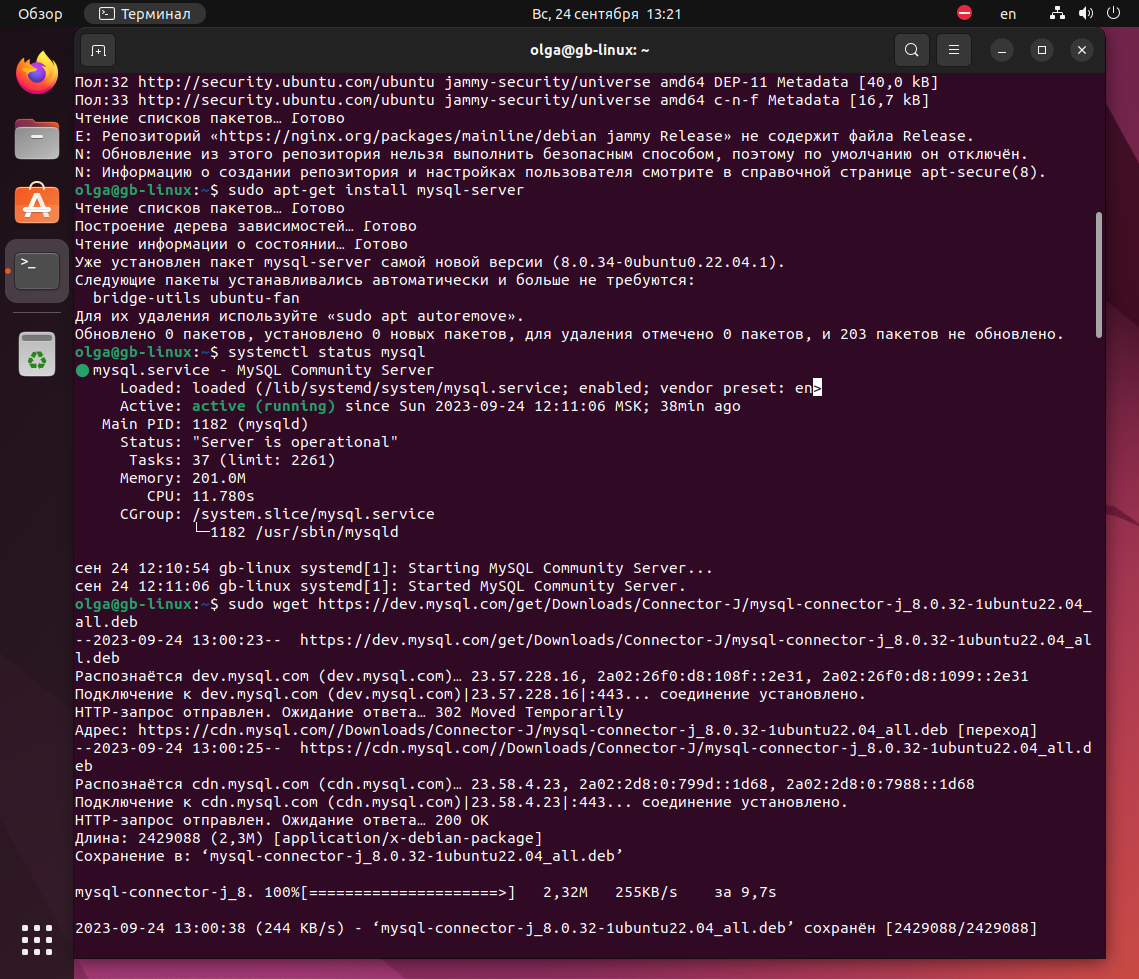 Обзор
Терминал
Вс, 24 сентября 13:21
en
olga@gb-linux: ~
Пол:32 http://security.ubuntu.com/ubuntu jammy-security/universe amd64 DEP-11 Metadata [40,0 kB]
Пол:33 http://security.ubuntu.com/ubuntu jammy-security/universe amd64 c-n-f Metadata [16,7 kB]
Чтение списков пакетов… Готово
E: Репозиторий «https://nginx.org/packages/mainline/debian jammy Release» не содержит файла Release.
N: Обновление из этого репозитория нельзя выполнить безопасным способом, поэтому по умолчанию он отключён.
N: Информацию о создании репозитория и настройках пользователя смотрите в справочной странице apt-secure(8).
olga@gb-linux:~$ sudo apt-get install mysql-server
Чтение списков пакетов… Готово
Построение дерева зависимостей… Готово
Чтение информации о состоянии… Готово
Уже установлен пакет mysql-server самой новой версии (8.0.34-0ubuntu0.22.04.1).
Следующие пакеты устанавливались автоматически и больше не требуются:
  bridge-utils ubuntu-fan
Для их удаления используйте «sudo apt autoremove».
Обновлено 0 пакетов, установлено 0 новых пакетов, для удаления отмечено 0 пакетов, и 203 пакетов не обновлено.
olga@gb-linux:~$ systemctl status mysql
● mysql.service - MySQL Community Server
     Loaded: loaded (/lib/systemd/system/mysql.service; enabled; vendor preset: en>
     Active: active (running) since Sun 2023-09-24 12:11:06 MSK; 38min ago
   Main PID: 1182 (mysqld)
     Status: "Server is operational"
      Tasks: 37 (limit: 2261)
     Memory: 201.0M
        CPU: 11.780s
     CGroup: /system.slice/mysql.service
             └─1182 /usr/sbin/mysqld
сен 24 12:10:54 gb-linux systemd[1]: Starting MySQL Community Server...
сен 24 12:11:06 gb-linux systemd[1]: Started MySQL Community Server.
olga@gb-linux:~$ sudo wget https://dev.mysql.com/get/Downloads/Connector-J/mysql-connector-j_8.0.32-1ubuntu22.04_
all.deb
--2023-09-24 13:00:23--  https://dev.mysql.com/get/Downloads/Connector-J/mysql-connector-j_8.0.32-1ubuntu22.04_al
l.deb
Распознаётся dev.mysql.com (dev.mysql.com)… 23.57.228.16, 2a02:26f0:d8:108f::2e31, 2a02:26f0:d8:1099::2e31
Подключение к dev.mysql.com (dev.mysql.com)|23.57.228.16|:443... соединение установлено.
HTTP-запрос отправлен. Ожидание ответа… 302 Moved Temporarily
Адрес: https://cdn.mysql.com//Downloads/Connector-J/mysql-connector-j_8.0.32-1ubuntu22.04_all.deb [переход]
--2023-09-24 13:00:25--  https://cdn.mysql.com//Downloads/Connector-J/mysql-connector-j_8.0.32-1ubuntu22.04_all.d
eb
Распознаётся cdn.mysql.com (cdn.mysql.com)… 23.58.4.23, 2a02:2d8:0:799d::1d68, 2a02:2d8:0:7988::1d68
Подключение к cdn.mysql.com (cdn.mysql.com)|23.58.4.23|:443... соединение установлено.
HTTP-запрос отправлен. Ожидание ответа… 200 OK
Длина: 2429088 (2,3M) [application/x-debian-package]
Сохранение в: ‘mysql-connector-j_8.0.32-1ubuntu22.04_all.deb’
mysql-connector-j_8. 100%[=====================>]   2,32M   255KB/s    за 9,7s
2023-09-24 13:00:38 (244 KB/s) - ‘mysql-connector-j_8.0.32-1ubuntu22.04_all.deb’ сохранён [2429088/2429088]